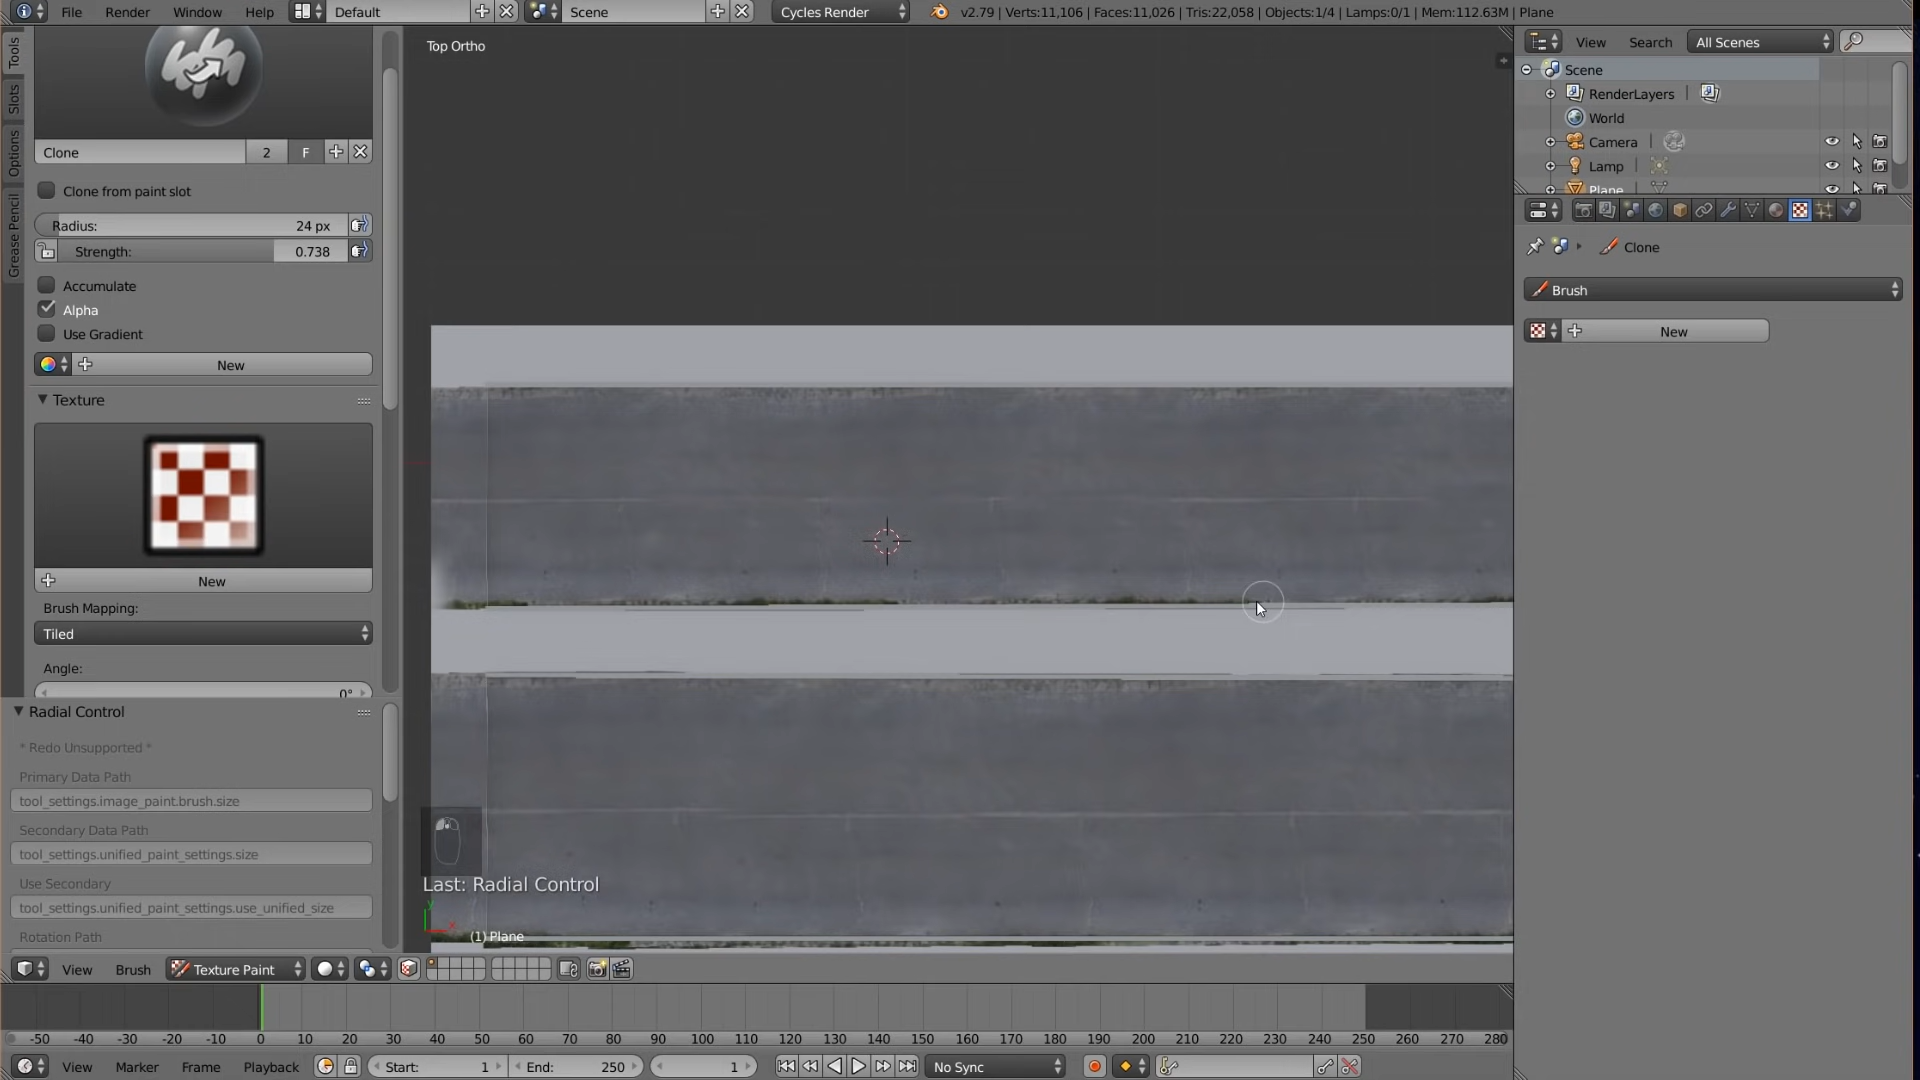 File Render Window Help Default Scene Cycles Render v2.79 | Verts:11,106 | Faces:11,026 | Tris:22,058 | Objects:1/4 | Lamps:0/1 | Mem:112.63M | Plane
Tools
Slots
Options
Grease Pencil
Clone 2 F
Clone from paint slot
Radius: 24 px
Strength: 0.738
Accumulate
Alpha
Use Gradient
New
Texture
New
Brush Mapping:
Tiled
Angle:
0°
Radial Control
* Redo Unsupported *
Primary Data Path
tool_settings.image_paint.brush.size
Secondary Data Path
tool_settings.unified_paint_settings.size
Use Secondary
tool_settings.unified_paint_settings.use_unified_size
Rotation Path
Top Ortho
Last: Radial Control
y
x
(1) Plane
View Brush Texture Paint
View Search All Scenes
Scene
RenderLayers
World
Camera
Lamp
Plane
Clone
Brush
New
-50 -40 -30 -20 -10 0 10 20 30 40 50 60 70 80 90 100 110 120 130 140 150 160 170 180 190 200 210 220 230 240 250 260 270 280
View Marker Frame Playback Start: 1 End: 250 1 No Sync